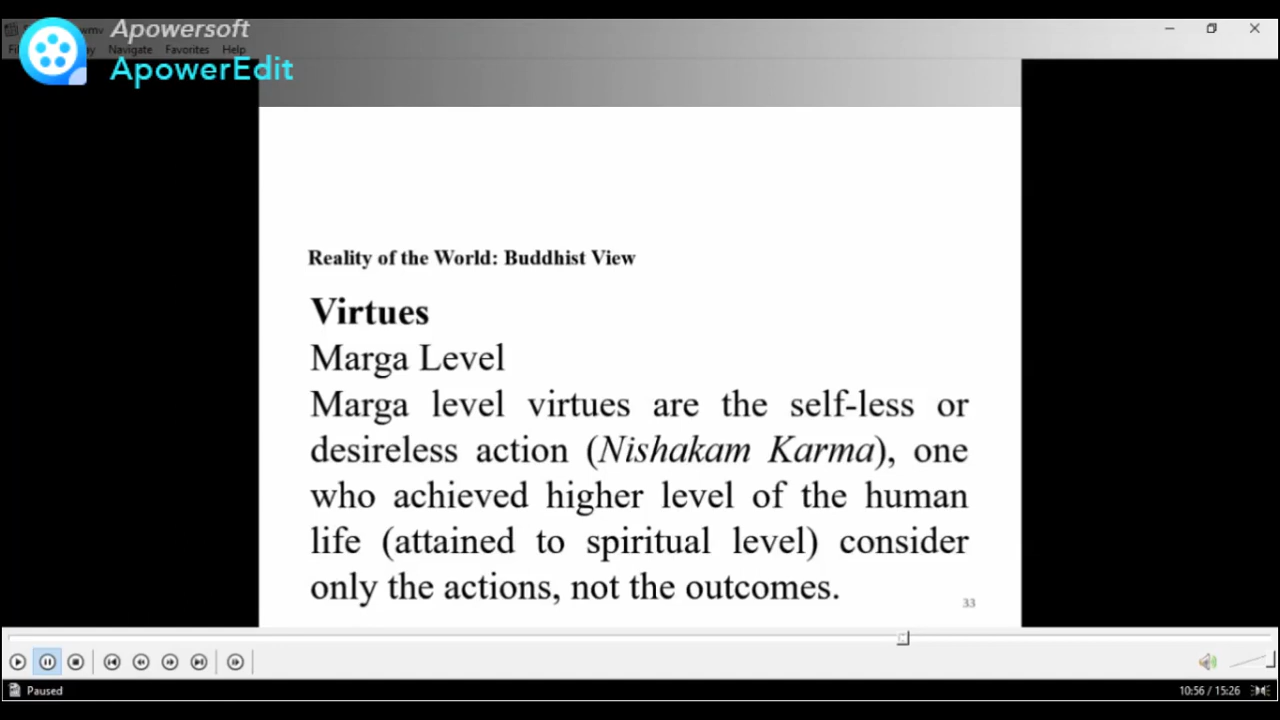 Apowersoft
ApowerEdit
wmv
Navigate Favorites Help
Reality of the World: Buddhist View
Virtues
Marga Level
Marga level virtues are the self-less or
desireless action (Nishakam Karma), one
who achieved higher level of the human
life (attained to spiritual level) consider
only the actions, not the outcomes.
33
Paused
10:56 / 15:26